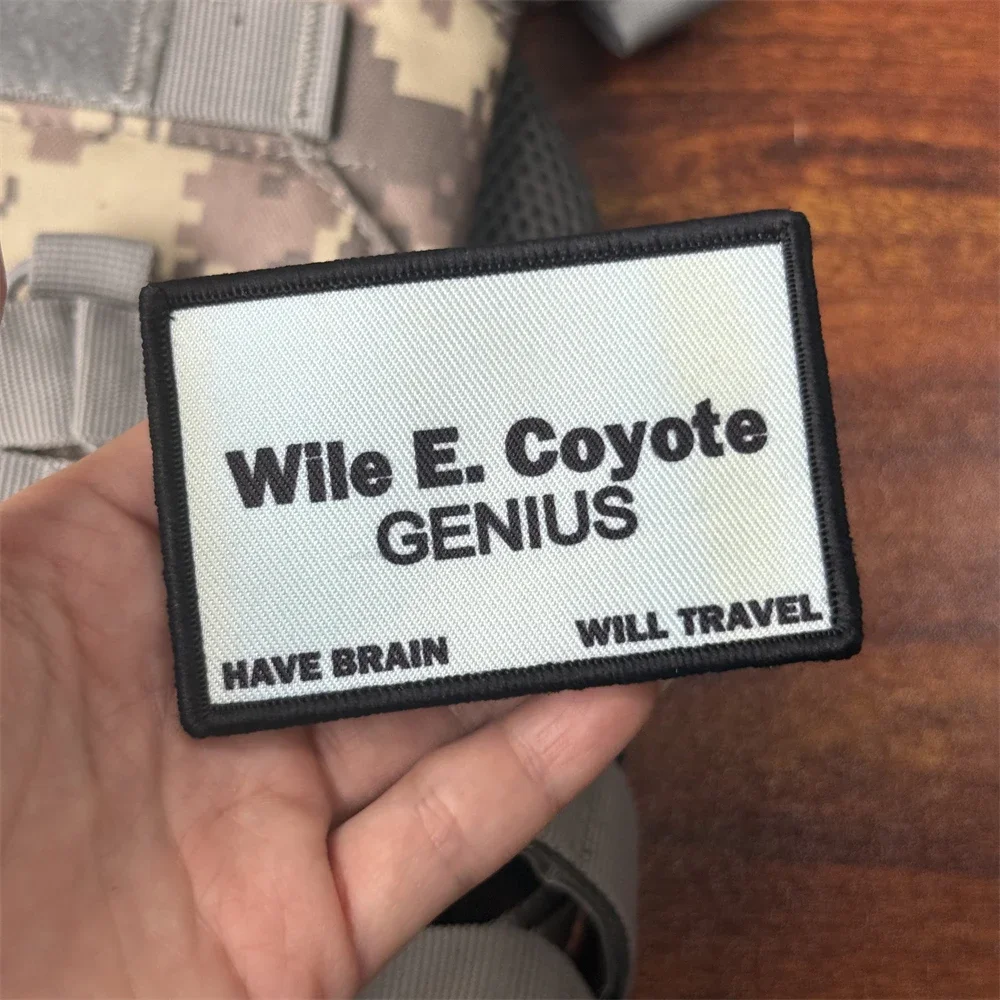 Wile E. Coyote
GENIUS
HAVE BRAIN WILL TRAVEL